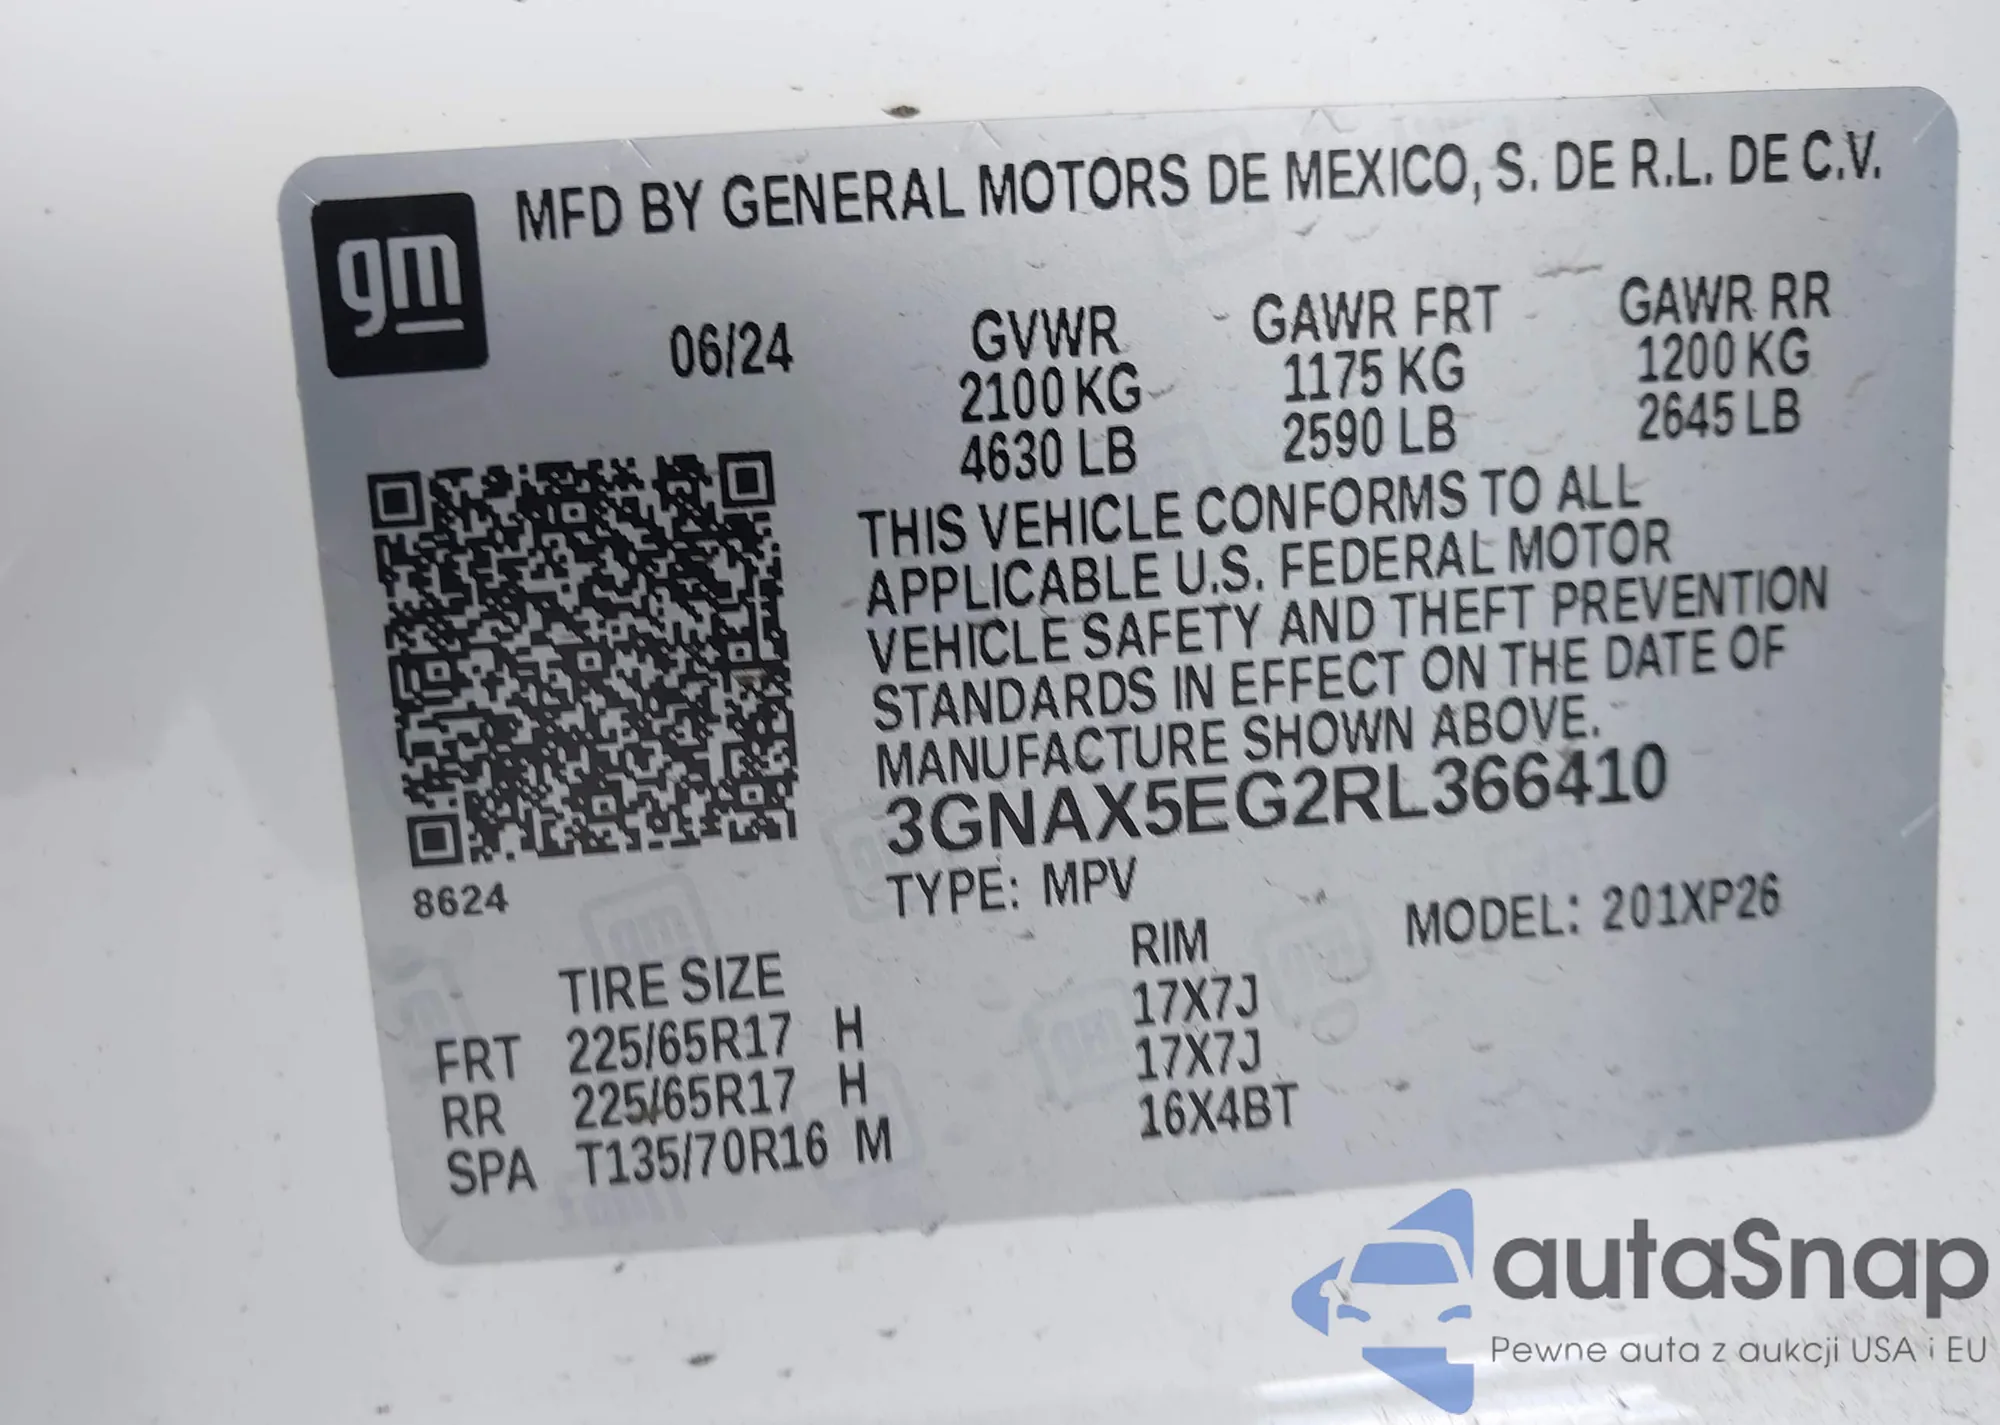 gm
MFD BY GENERAL MOTORS DE MEXICO, S. DE R.L. DE C.V.
06/24
GVWR GAWR FRT GAWR RR
2100 KG 1175 KG 1200 KG
4630 LB 2590 LB 2645 LB
THIS VEHICLE CONFORMS TO ALL
APPLICABLE U.S. FEDERAL MOTOR
VEHICLE SAFETY AND THEFT PREVENTION
STANDARDS IN EFFECT ON THE DATE OF
MANUFACTURE SHOWN ABOVE.
3GNAX5EG2RL366410
8624
TYPE: MPV MODEL: 201XP26
TIRE SIZE RIM
FRT 225/65R17 H 17X7J
RR 225/65R17 H 17X7J
SPA T135/70R16 M 16X4BT
autaSnap
Pewne auta z aukcji USA i EU